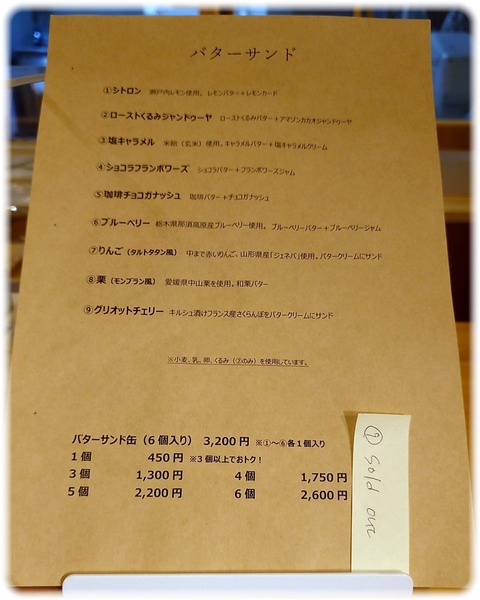 バターサンド
①シトロン 瀬戸内レモン使用。レモンバター＋レモンカード
②ローストくるみジャンドゥーヤ ローストくるみバター＋アマゾンカカオジャンドゥーヤ
③塩キャラメル 米飴（玄米）使用。キャラメルバター＋塩キャラメルクリーム
④ショコラフランボワーズ ショコラバター＋フランボワーズジャム
⑤珈琲チョコガナッシュ 珈琲バター＋チョコガナッシュ
⑥ブルーベリー 栃木県那須高原産ブルーベリー使用。ブルーベリーバター＋ブルーベリージャム
⑦りんご（タルトタタン風） 中まで赤いりんご、山形県産「ジェネバ」使用。バタークリームにサンド
⑧栗（モンブラン風） 愛媛県中山栗を使用。和栗バター
⑨グリオットチェリー キルシュ漬けフランス産さくらんぼをバタークリームにサンド
※小麦、乳、卵、くるみ（②のみ）を使用しています。
バターサンド缶（6個入り） 3,200円 ※①～⑥各1個入り
1個 450円 ※3個以上でおトク！
3個 1,300円 4個 1,750円
5個 2,200円 6個 2,600円
① Sold out